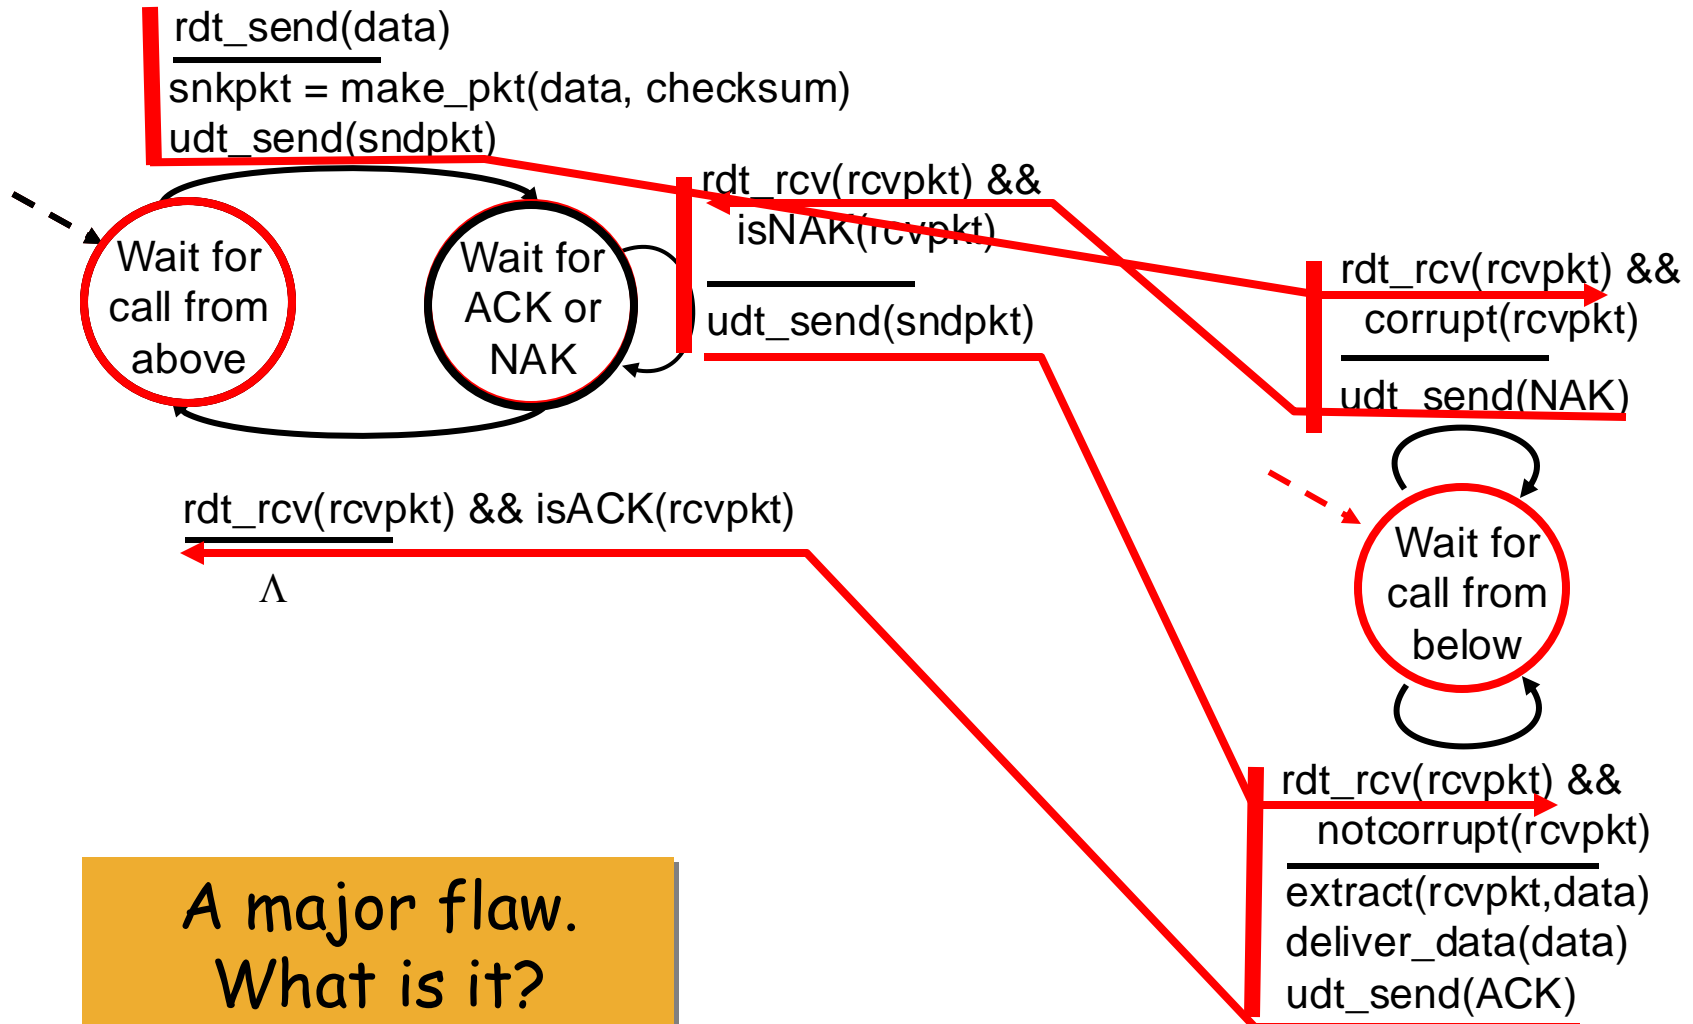 rdt_send(data)
snkpkt = make_pkt(data, checksum)
udt_send(sndpkt)
Wait for
call from
above
Wait for
ACK or
NAK
rdt_rcv(rcvpkt) &&
isNAK(rcvpkt)
udt_send(sndpkt)
rdt_rcv(rcvpkt) && isACK(rcvpkt)
Λ
rdt_rcv(rcvpkt) &&
corrupt(rcvpkt)
udt_send(NAK)
Wait for
call from
below
rdt_rcv(rcvpkt) &&
notcorrupt(rcvpkt)
extract(rcvpkt,data)
deliver_data(data)
udt_send(ACK)
A major flaw.
What is it?